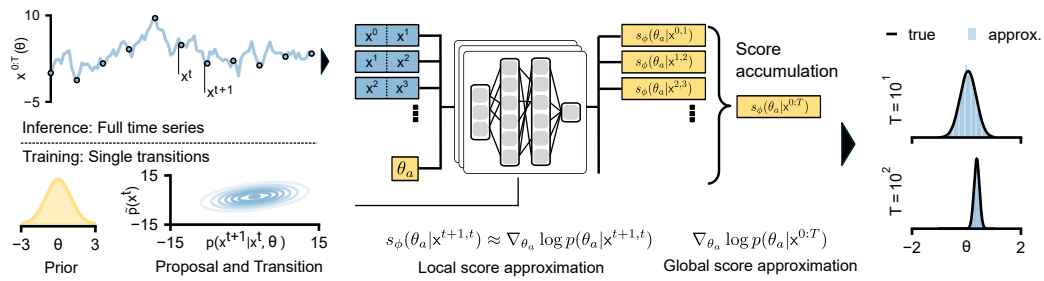 10
x^{0:T}(θ)
−5
x^t
x^{t+1}
Inference: Full time series
Training: Single transitions
−3 θ 3
Prior
15
p̃(x^t)
−15
−15 p(x^{t+1}|x^t, θ) 15
Proposal and Transition
x^0 x^1
x^1 x^2
x^2 x^3
θ_a
s_ϕ(θ_a|x^{0,1})
s_ϕ(θ_a|x^{1,2})
s_ϕ(θ_a|x^{2,3})
Score
accumulation
s_ϕ(θ_a|x^{0:T})
s_ϕ(θ_a|x^{t+1,t}) ≈ ∇_{θ_a} log p(θ_a|x^{t+1,t})
Local score approximation
∇_{θ_a} log p(θ_a|x^{0:T})
Global score approximation
true approx.
T = 10^1
T = 10^2
−2 θ 2